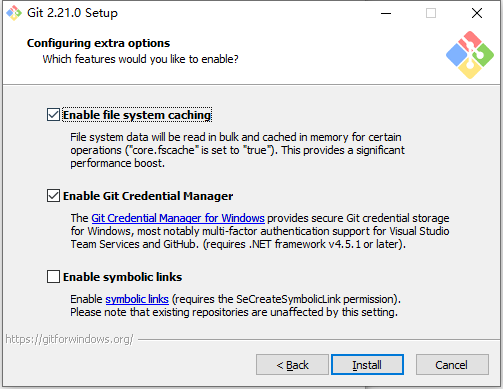 Git 2.21.0 Setup
Configuring extra options
Which features would you like to enable?
Enable file system caching
File system data will be read in bulk and cached in memory for certain
operations ("core.fscache" is set to "true"). This provides a significant
performance boost.
Enable Git Credential Manager
The Git Credential Manager for Windows provides secure Git credential storage
for Windows, most notably multi-factor authentication support for Visual Studio
Team Services and GitHub. (requires .NET framework v4.5.1 or later).
Enable symbolic links
Enable symbolic links (requires the SeCreateSymbolicLink permission).
Please note that existing repositories are unaffected by this setting.
https://gitforwindows.org/
< Back
Install
Cancel